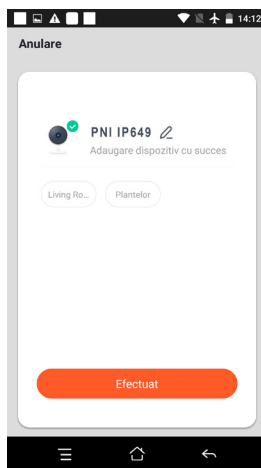 14:12
Anulare
PNI IP649
Adaugare dispozitiv cu succes
Living Ro... Plantelor
Efectuat